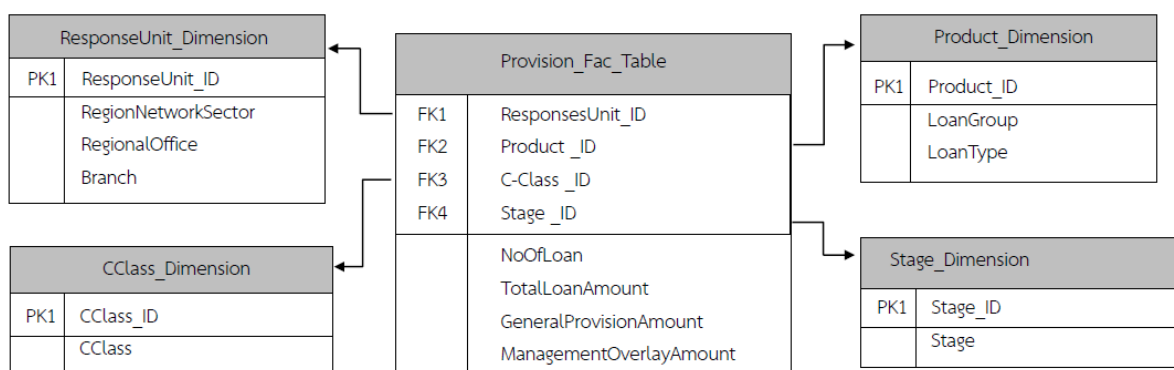 ResponseUnit_Dimension
PK1 ResponseUnit_ID
RegionNetworkSector
RegionalOffice
Branch
CClass_Dimension
PK1 CClass_ID
CClass
Provision_Fac_Table
FK1 ResponsesUnit_ID
FK2 Product _ID
FK3 C-Class _ID
FK4 Stage _ID
NoOfLoan
TotalLoanAmount
GeneralProvisionAmount
ManagementOverlayAmount
Product_Dimension
PK1 Product_ID
LoanGroup
LoanType
Stage_Dimension
PK1 Stage_ID
Stage